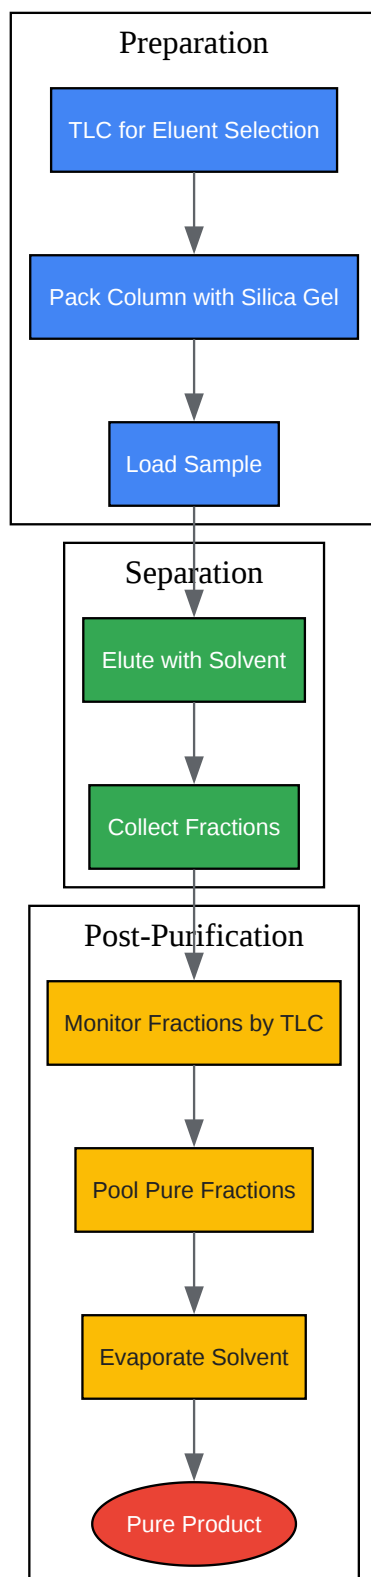 Preparation
TLC for Eluent Selection
Pack Column with Silica Gel
Load Sample
Separation
Elute with Solvent
Collect Fractions
Post-Purification
Monitor Fractions by TLC
Pool Pure Fractions
Evaporate Solvent
Pure Product